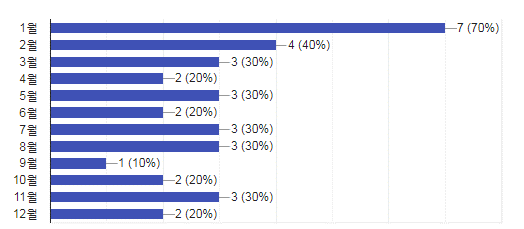 1월 7 (70%)
2월 4 (40%)
3월 3 (30%)
4월 2 (20%)
5월 3 (30%)
6월 2 (20%)
7월 3 (30%)
8월 3 (30%)
9월 1 (10%)
10월 2 (20%)
11월 3 (30%)
12월 2 (20%)